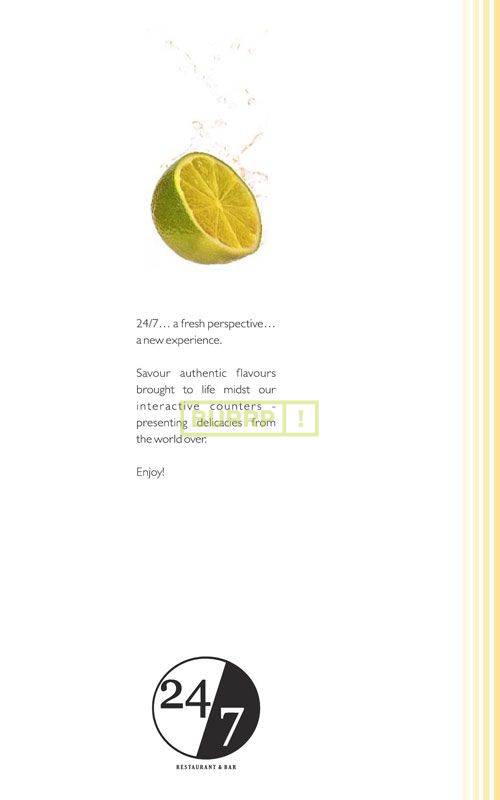 24/7... a fresh perspective...
a new experience.
Savour authentic flavours
brought to life midst our
interactive counters -
presenting delicacies from
the world over.
BURRP!
Enjoy!
24/7
RESTAURANT & BAR